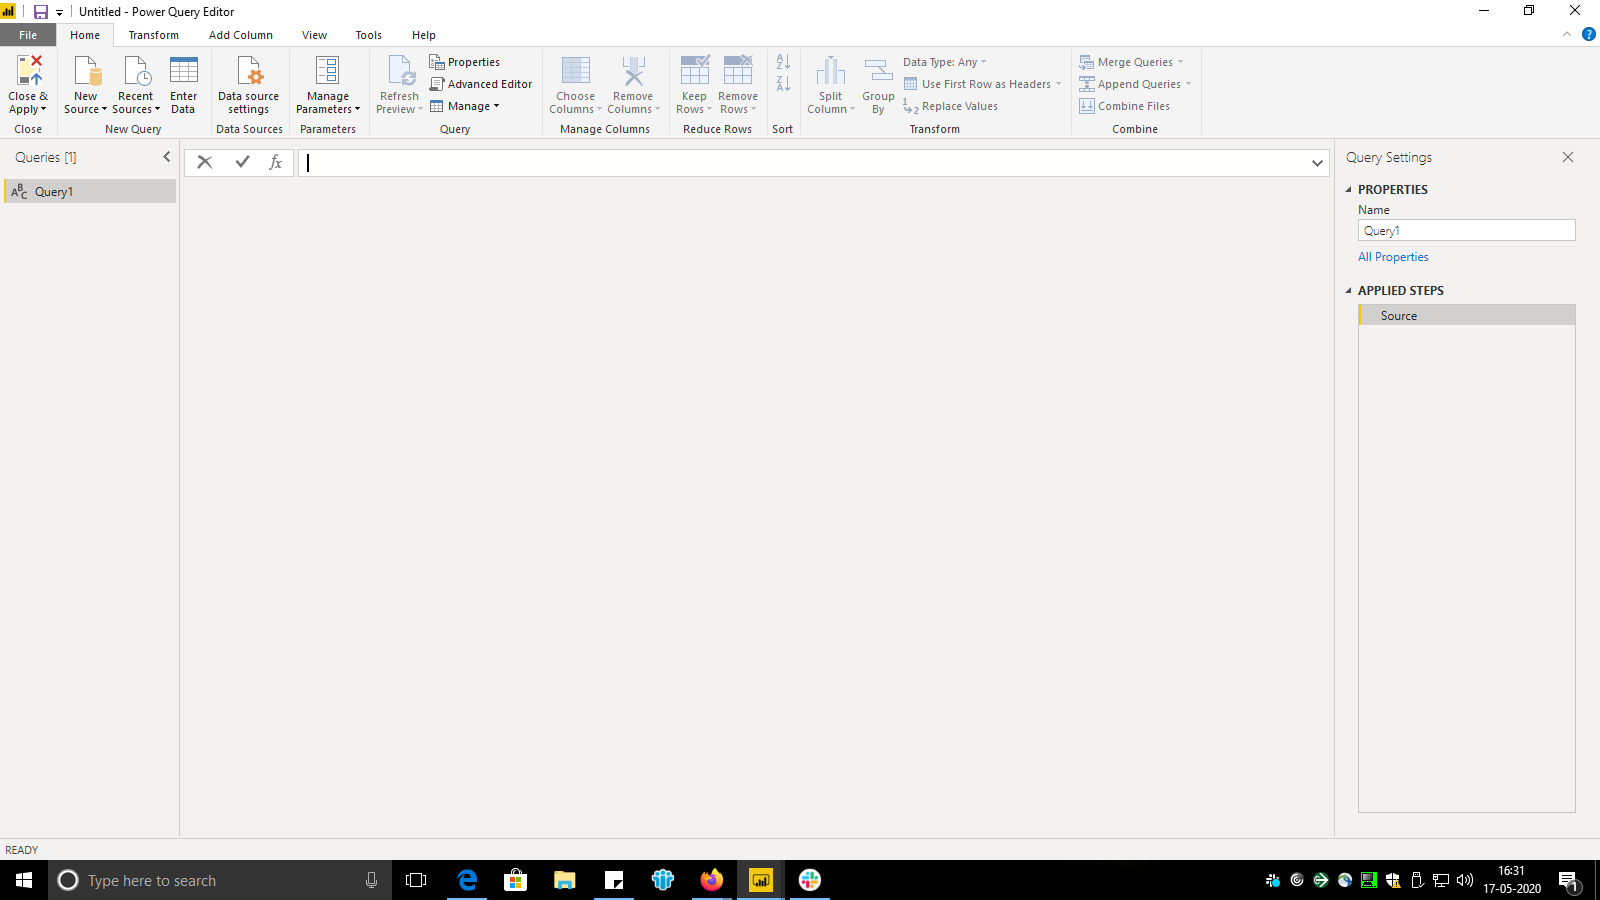 Untitled - Power Query Editor
File Home Transform Add Column View Tools Help
Close & Apply
Close
New Source
Recent Sources
Enter Data
New Query
Data source settings
Data Sources
Manage Parameters
Parameters
Refresh Preview
Properties
Advanced Editor
Manage
Query
Choose Columns
Remove Columns
Manage Columns
Keep Rows
Remove Rows
Reduce Rows
A Z
Z A
Sort
Split Column
Group By
Data Type: Any
Use First Row as Headers
1 2 Replace Values
Transform
Merge Queries
Append Queries
Combine Files
Combine
Queries [1]
ABC Query1
fx
Query Settings
PROPERTIES
Name
Query1
All Properties
APPLIED STEPS
Source
READY
Type here to search
16:31
17-05-2020
1
?